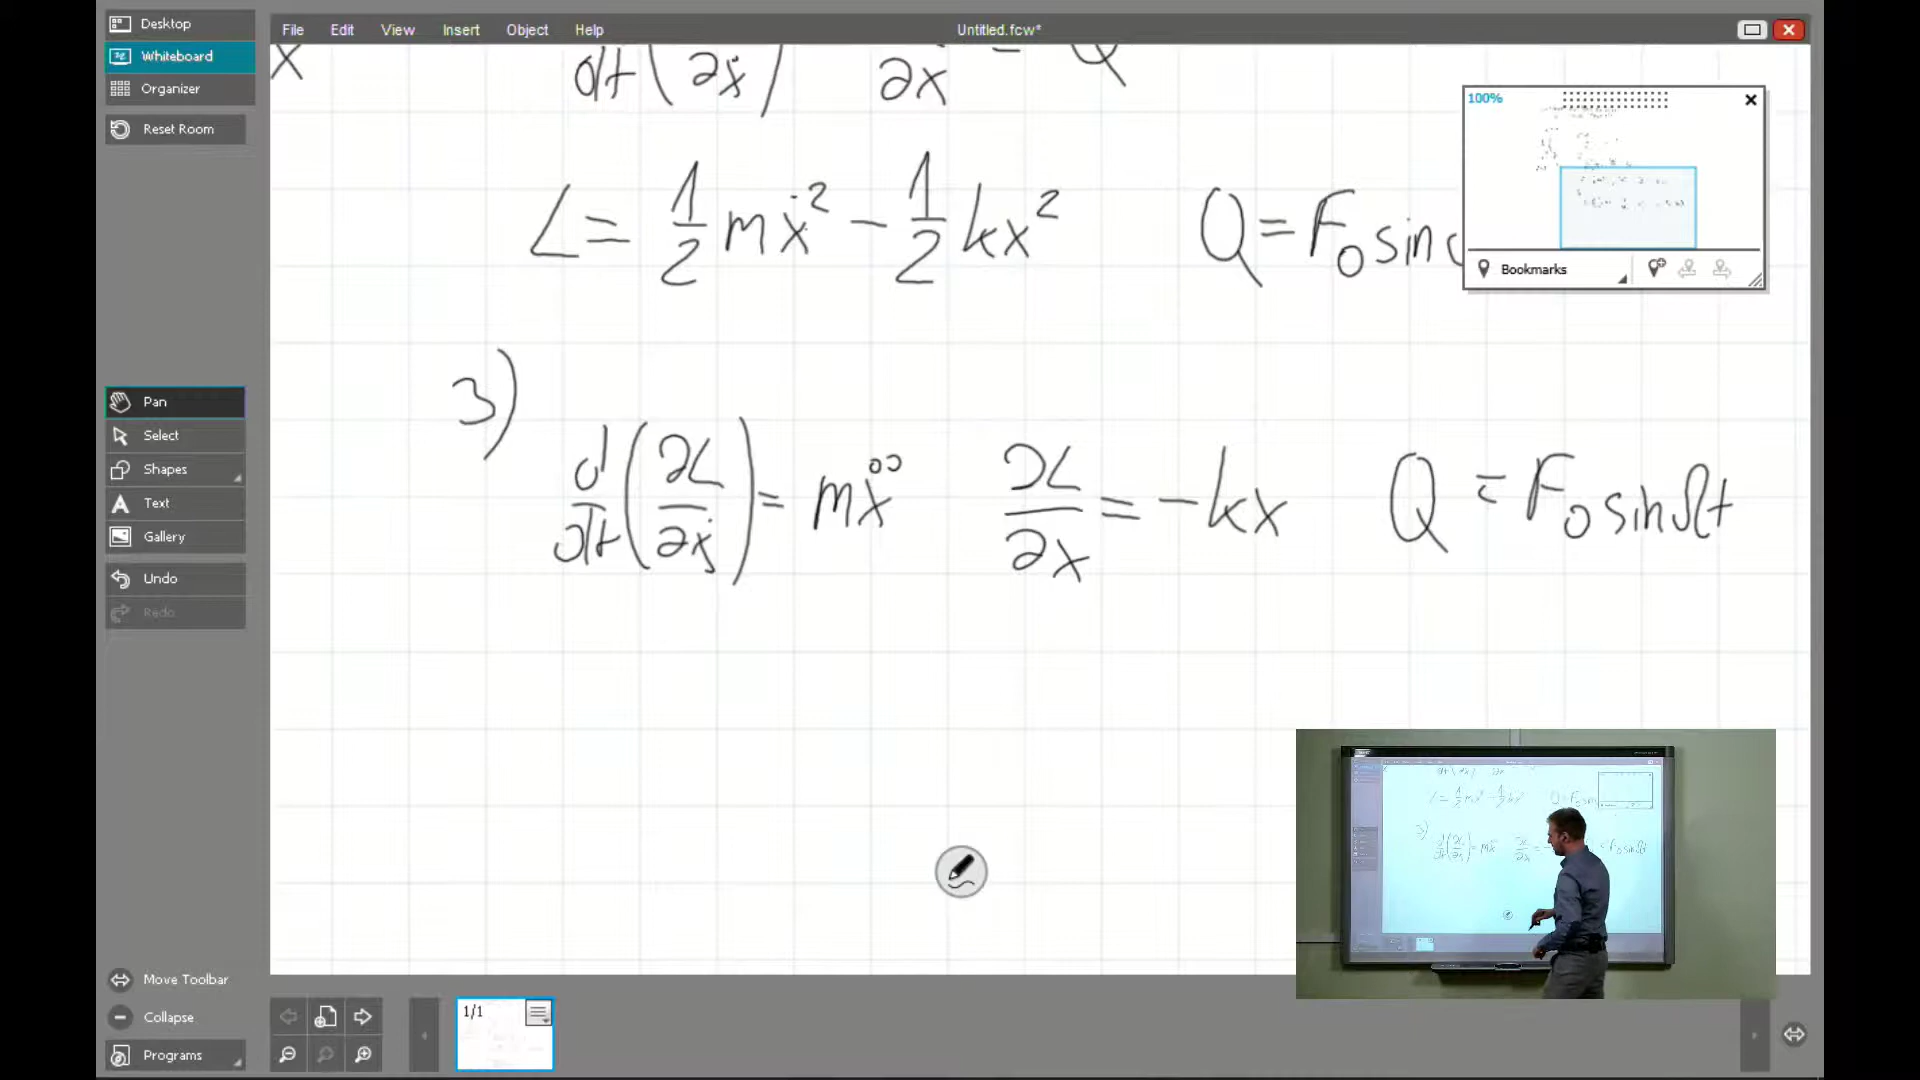 Desktop
Whiteboard
Organizer
Reset Room
File Edit View Insert Object Help Untitled.fcw*
x dt(∂ẋ) ∂x = Q
100%
L = 1/2 mẋ² - 1/2 kx² Q = F₀ sin
Bookmarks
3)
d/dt(∂L/∂ẋ) = mẍ ∂L/∂x = -kx Q = F₀ sinΩt
Pan
Select
Shapes
Text
Gallery
Undo
Redo
Move Toolbar
Collapse
Programs
1/1